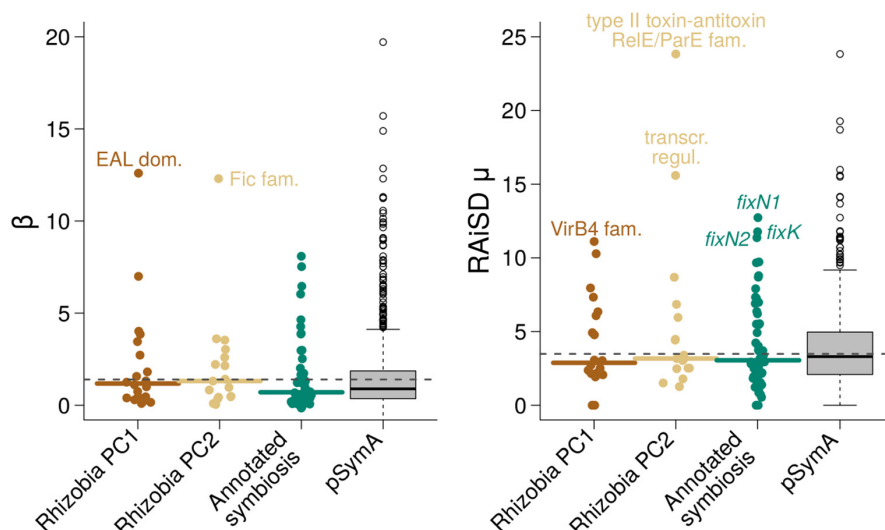 20
15
10
5
0
β
EAL dom.
Fic fam.
Rhizobia PC1
Rhizobia PC2
Annotated
symbiosis
pSymA
25
20
15
10
5
0
RAiSD μ
type II toxin-antitoxin
RelE/ParE fam.
transcr.
regul.
fixN1
VirB4 fam.
fixN2
fixK
Rhizobia PC1
Rhizobia PC2
Annotated
symbiosis
pSymA